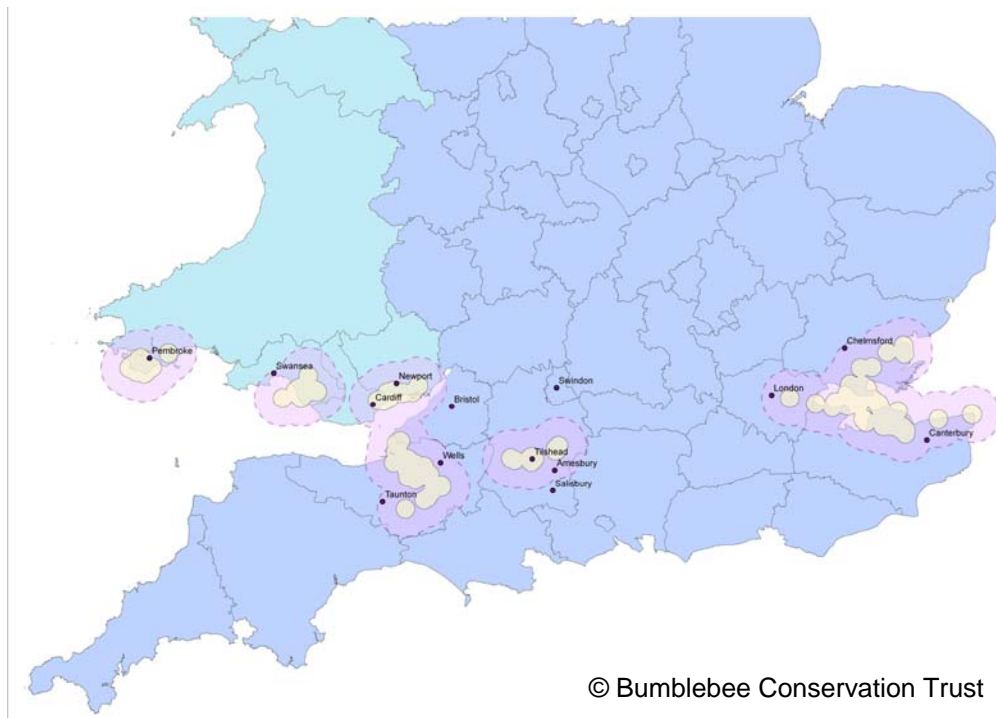 Pembroke
Swansea
Newport
Cardiff
Bristol
Swindon
Chelmsford
London
Canterbury
Wells
Tilshead
Amesbury
Salisbury
Taunton
© Bumblebee Conservation Trust